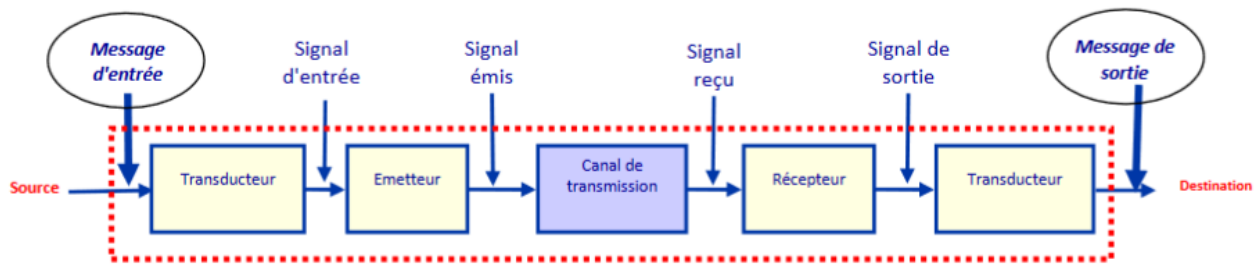 Message
d'entrée
Signal
d'entrée
Signal
émis
Signal
reçu
Signal de
sortie
Message de
sortie
Source
Transducteur
Emetteur
Canal de
transmission
Récepteur
Transducteur
Destination